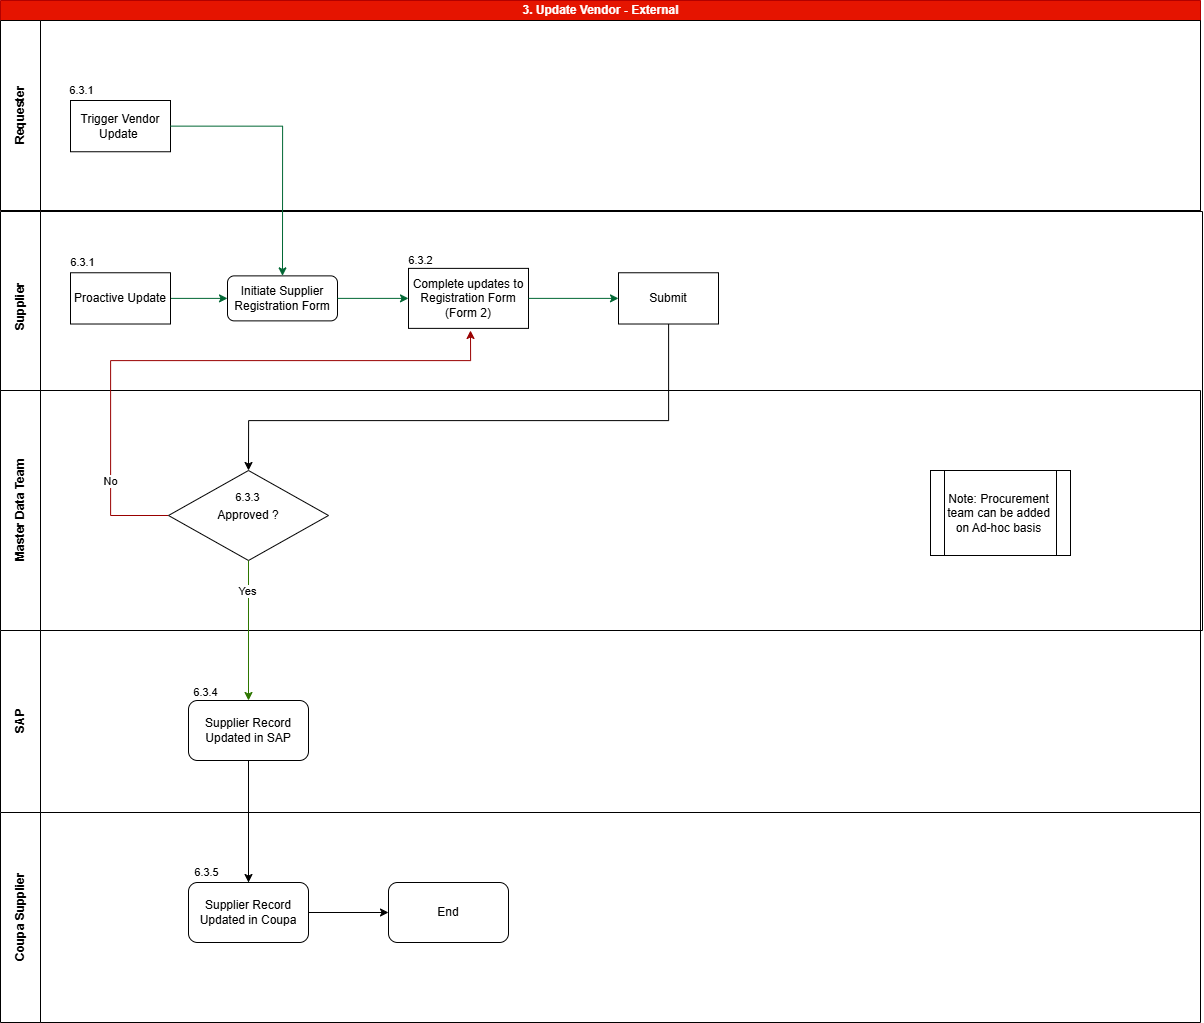 3. Update Vendor - External
Requester
6.3.1
Trigger Vendor
Update
Supplier
6.3.1
Proactive Update
Initiate Supplier
Registration Form
6.3.2
Complete updates to
Registration Form
(Form 2)
Submit
Master Data Team
No
6.3.3
Approved ?
Yes
Note: Procurement
team can be added
on Ad-hoc basis
SAP
6.3.4
Supplier Record
Updated in SAP
Coupa Supplier
6.3.5
Supplier Record
Updated in Coupa
End